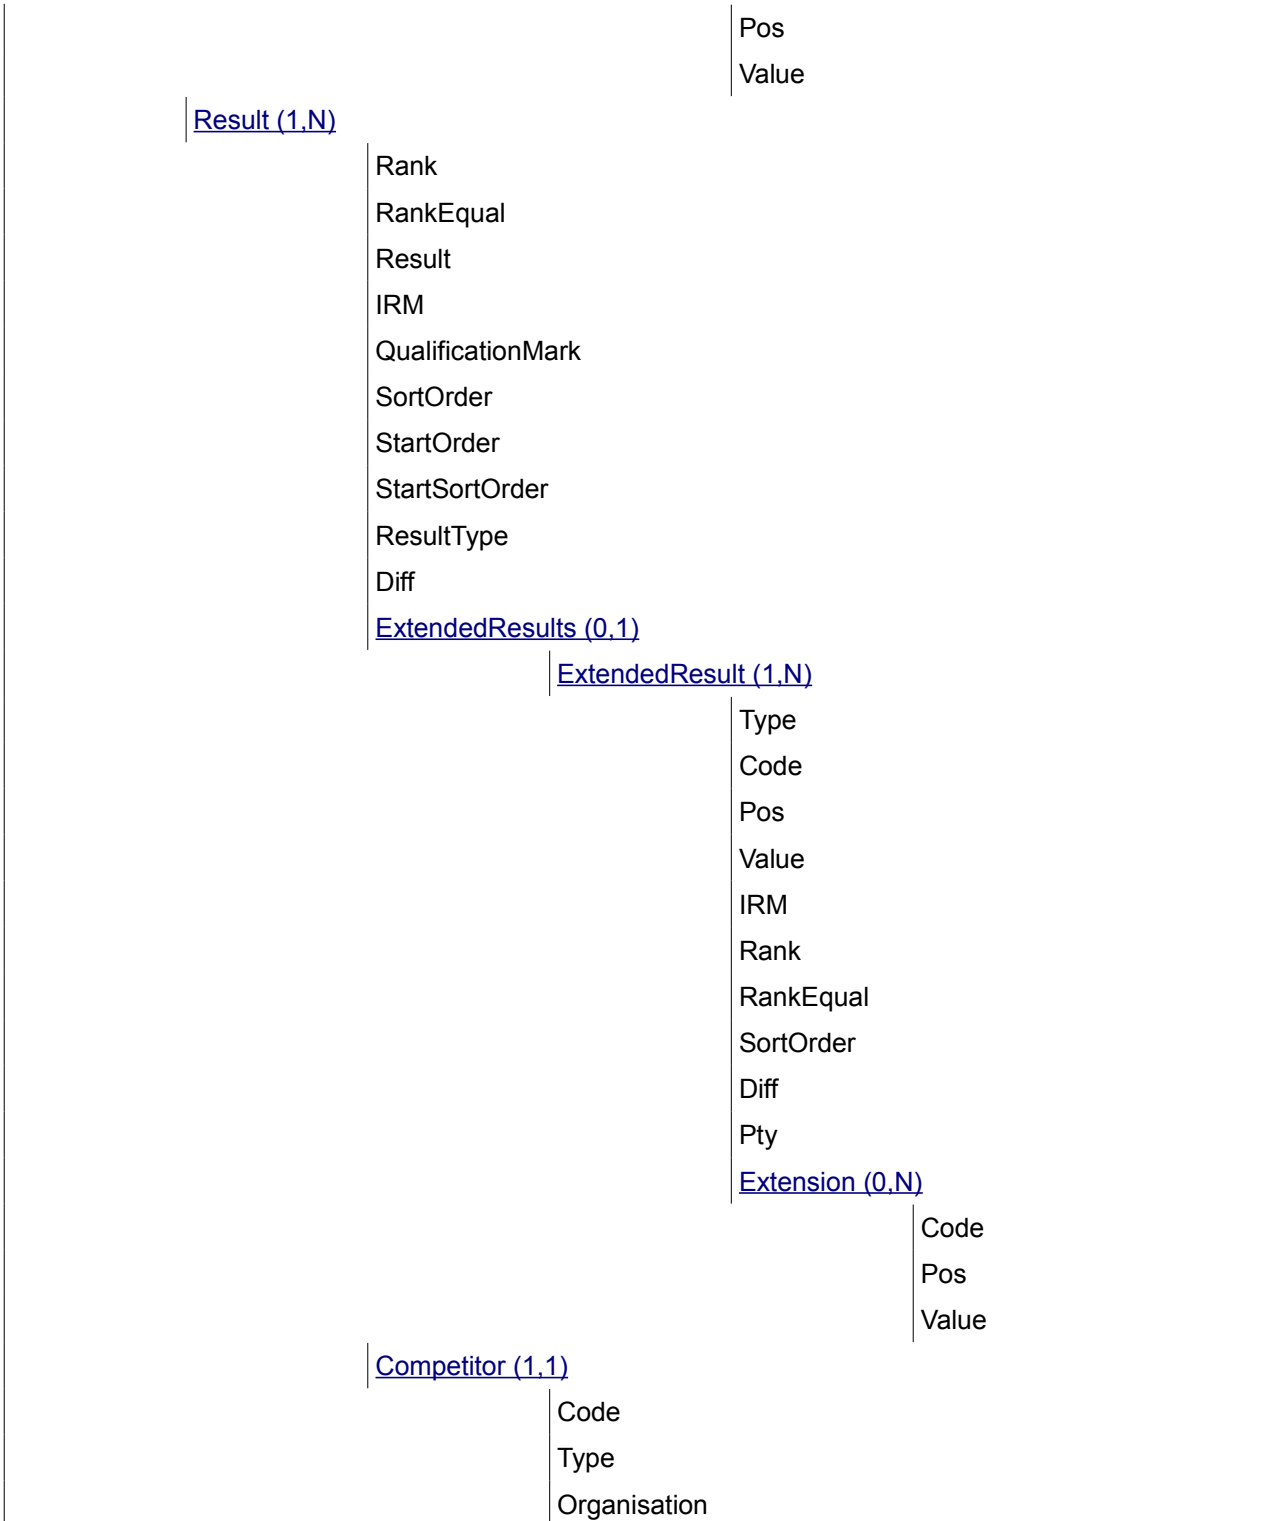 Pos
Value
Result (1,N)
Rank
RankEqual
Result
IRM
QualificationMark
SortOrder
StartOrder
StartSortOrder
ResultType
Diff
ExtendedResults (0,1)
ExtendedResult (1,N)
Type
Code
Pos
Value
IRM
Rank
RankEqual
SortOrder
Diff
Pty
Extension (0,N)
Code
Pos
Value
Competitor (1,1)
Code
Type
Organisation